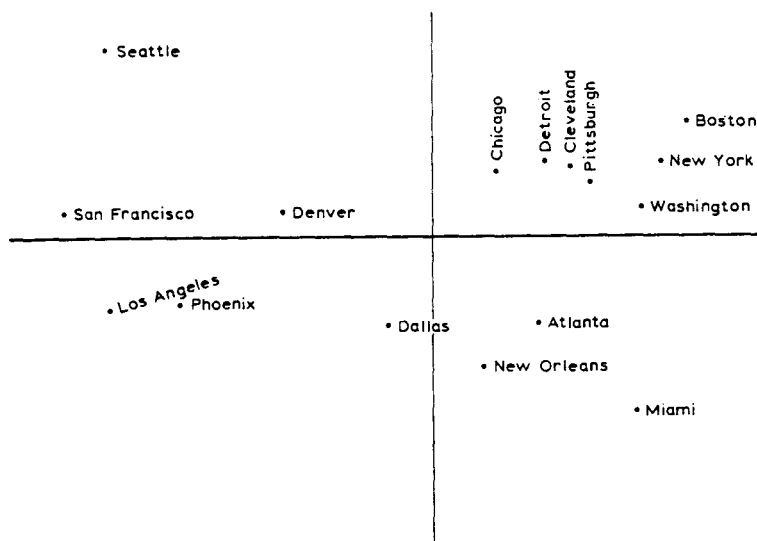 Seattle
Chicago
Detroit
Cleveland
Pittsburgh
Boston
New York
Washington
San Francisco
Denver
Los Angeles
Phoenix
Dallas
Atlanta
New Orleans
Miami